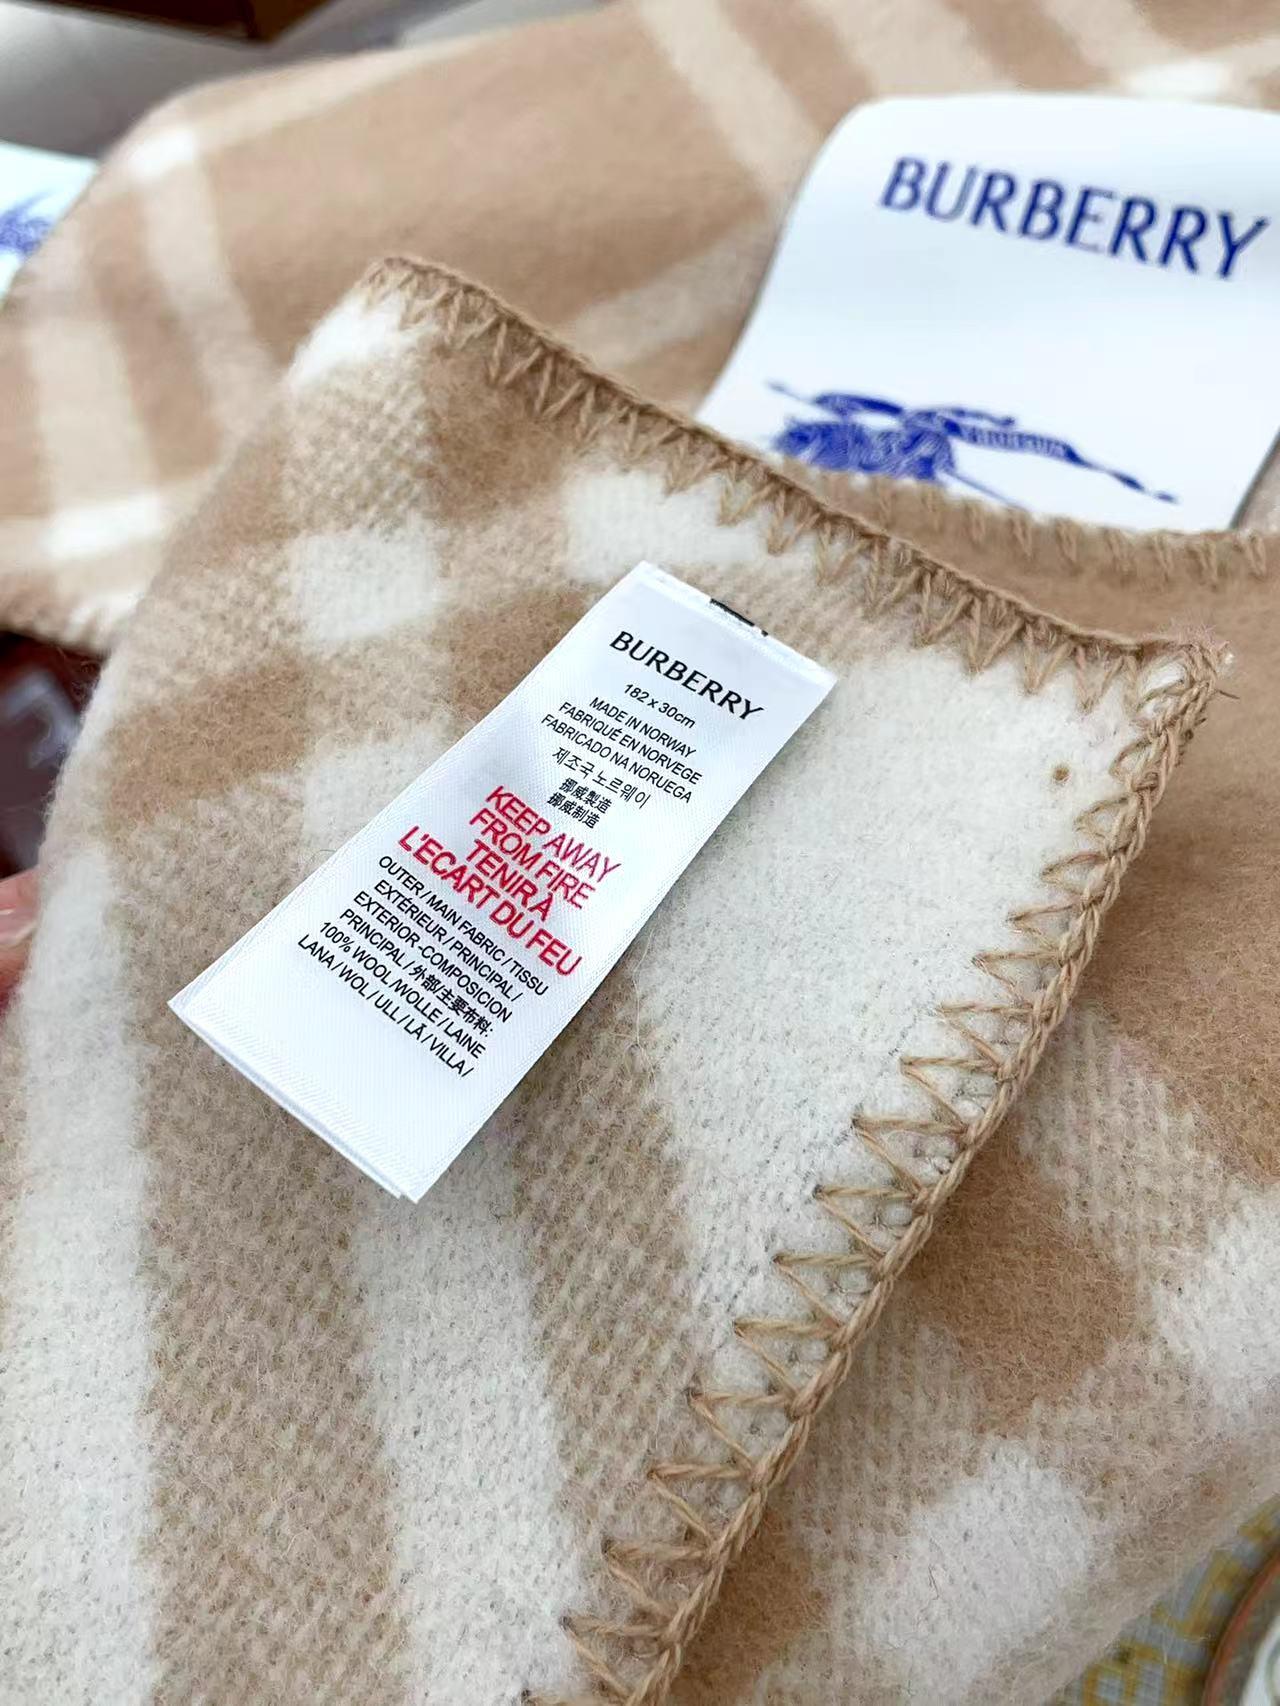 BURBERRY
BURBERRY
182 x 30cm
MADE IN NORWAY
FABRIQUÉ EN NORVEGE
FABRICADO NA NORUEGA
제조국 노르웨이
挪威製造
挪威制造
KEEP AWAY
FROM FIRE
TENIR À
L'ECART DU FEU
OUTER / MAIN FABRIC / TISSU
EXTÉRIEUR / PRINCIPAL /
EXTERIOR -COMPOSICION
PRINCIPAL / 外部/主要布料:
100% WOOL /WOLLE / LAINE
LANA / WOL / ULL / LÃ / VILLA /